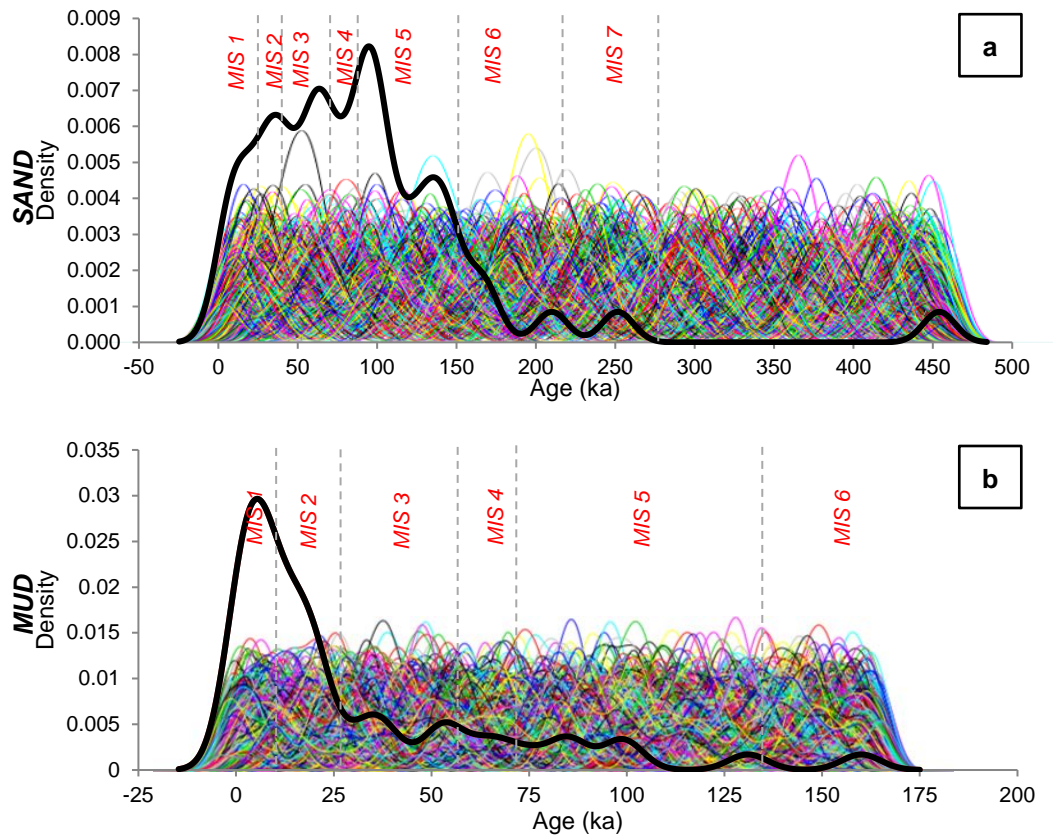 0.009
0.008
0.007
0.006
0.005
0.004
0.003
0.002
0.001
0.000
SAND
Density
MIS 1
MIS 2
MIS 3
MIS 4
MIS 5
MIS 6
MIS 7
a
-50 0 50 100 150 200 250 300 350 400 450 500
Age (ka)
0.035
0.03
0.025
0.02
0.015
0.01
0.005
0
MUD
Density
MIS 1
MIS 2
MIS 3
MIS 4
MIS 5
MIS 6
b
-25 0 25 50 75 100 125 150 175 200
Age (ka)